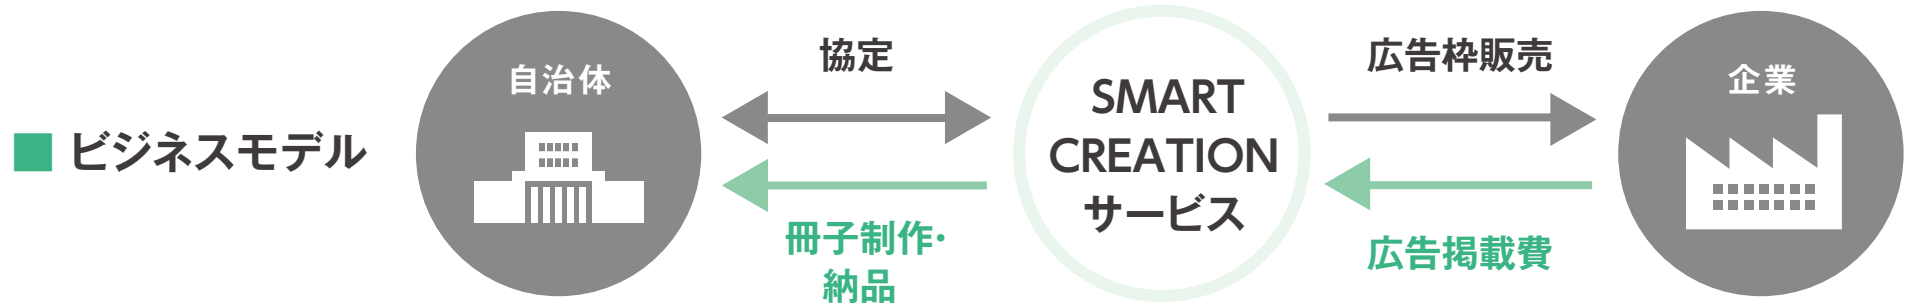 ビジネスモデル
自治体
協定
冊子制作・
納品
SMART
CREATION
サービス
広告枠販売
広告掲載費
企業